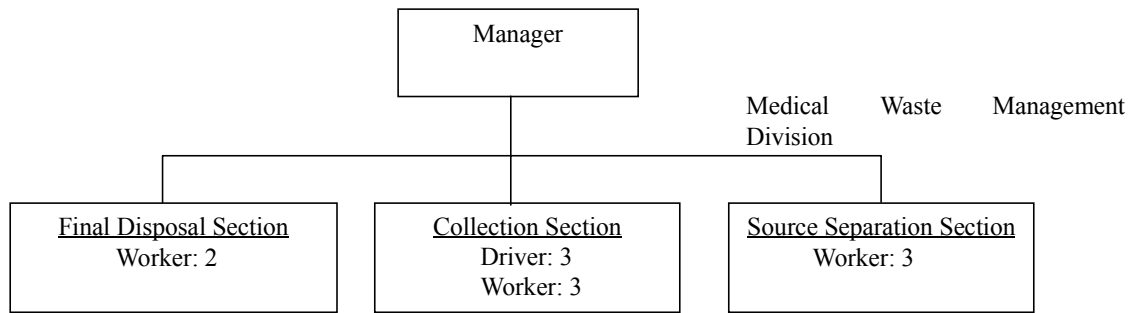 Manager
Medical Waste Management
Division
Final Disposal Section
Worker: 2
Collection Section
Driver: 3
Worker: 3
Source Separation Section
Worker: 3